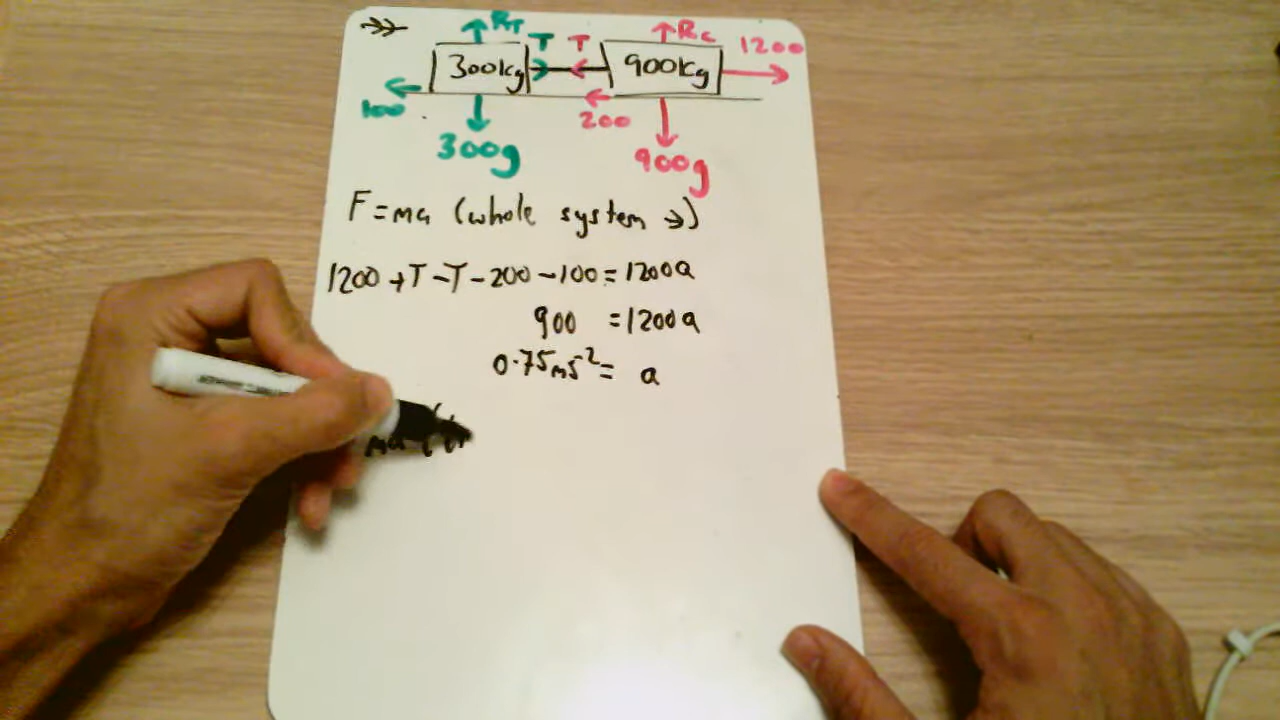 R_T T T R_c 1200
300kg 900kg
100 200
300g 900g
F=ma (whole system →)
1200 +T -T -200 -100 = 1200a
900 = 1200a
0.75ms⁻² = a
ma (